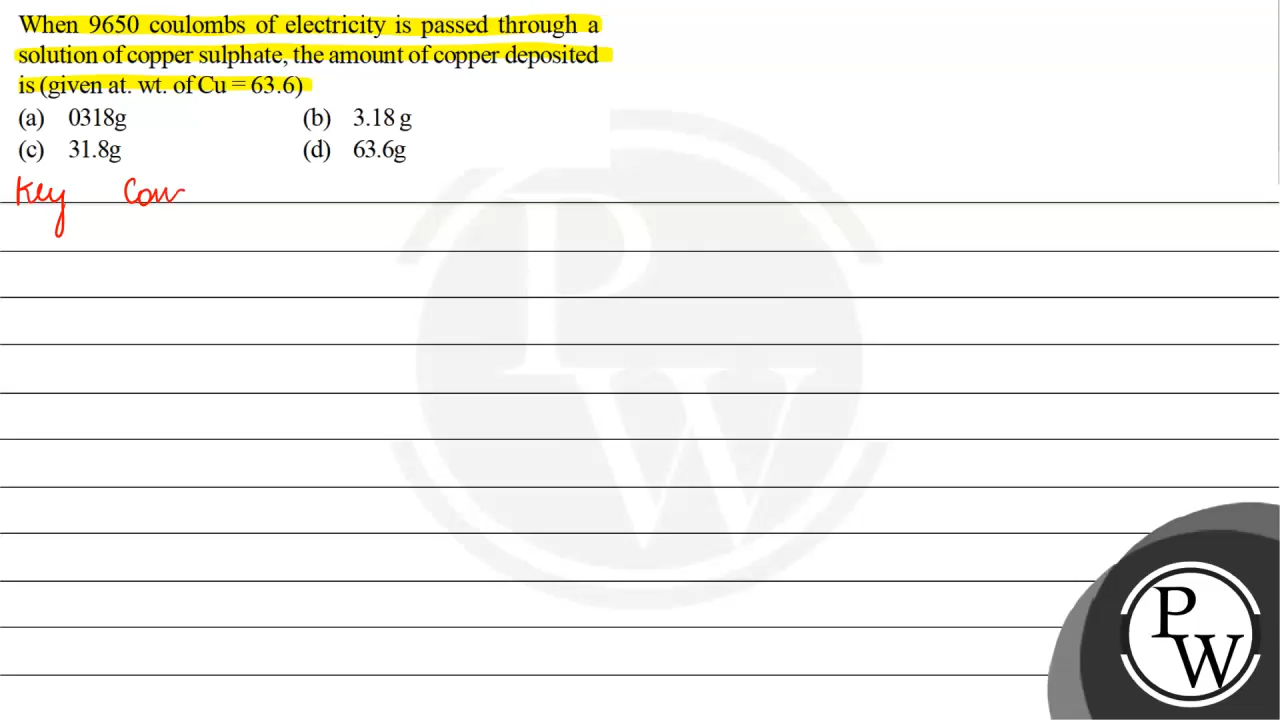 When 9650 coulombs of electricity is passed through a
solution of copper sulphate, the amount of copper deposited
is (given at. wt. of Cu = 63.6)
(a) 0318g (b) 3.18 g
(c) 31.8g (d) 63.6g
Key Con
P
W
P
W